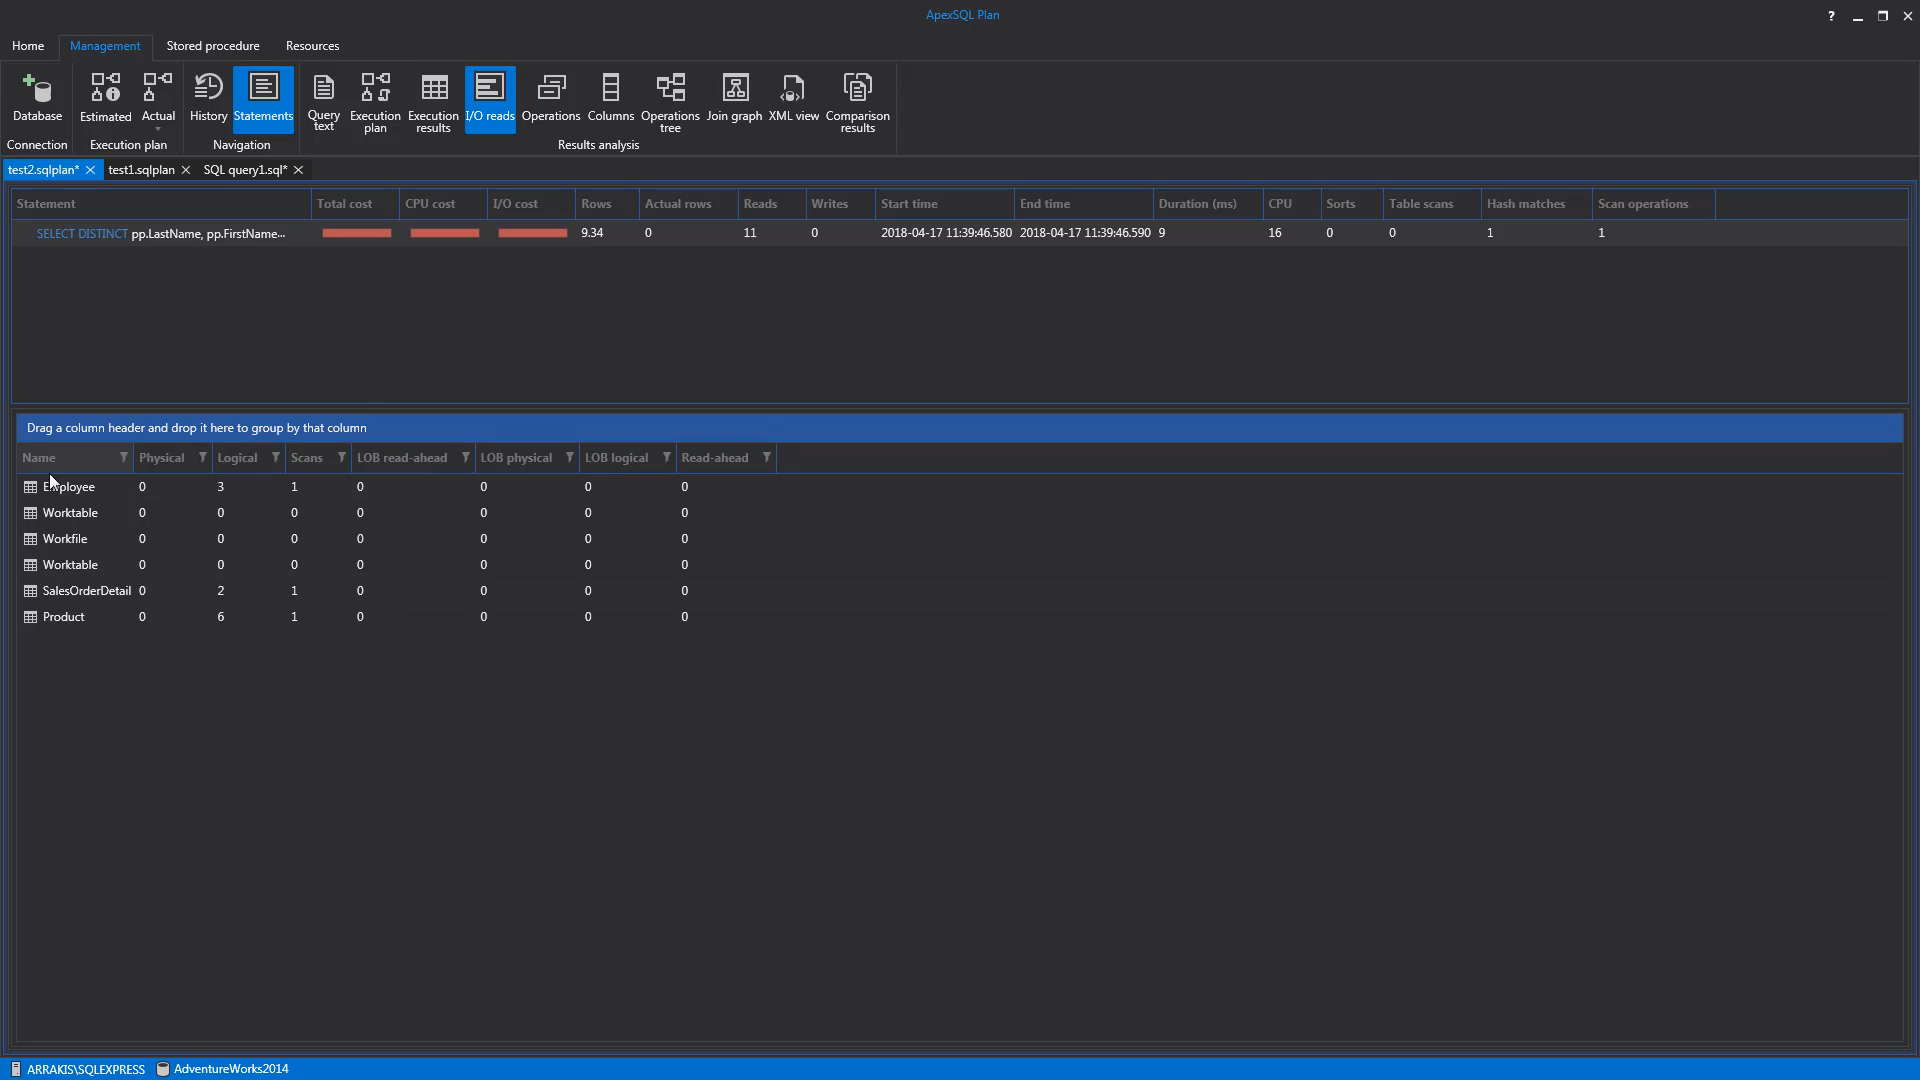 ApexSQL Plan
?
Home Management Stored procedure Resources
Database Estimated Actual History Statements Query text Execution plan Execution results I/O reads Operations Columns Operations tree Join graph XML view Comparison results
Connection Execution plan Navigation Results analysis
test2.sqlplan* test1.sqlplan SQL query1.sql*
Statement Total cost CPU cost I/O cost Rows Actual rows Reads Writes Start time End time Duration (ms) CPU Sorts Table scans Hash matches Scan operations
SELECT DISTINCT pp.LastName, pp.FirstName... 9.34 0 11 0 2018-04-17 11:39:46.580 2018-04-17 11:39:46.590 9 16 0 0 1 1
Drag a column header and drop it here to group by that column
Name Physical Logical Scans LOB read-ahead LOB physical LOB logical Read-ahead
Employee 0 3 1 0 0 0 0
Worktable 0 0 0 0 0 0 0
Workfile 0 0 0 0 0 0 0
Worktable 0 0 0 0 0 0 0
SalesOrderDetail 0 2 1 0 0 0 0
Product 0 6 1 0 0 0 0
ARRAKIS\SQLEXPRESS AdventureWorks2014